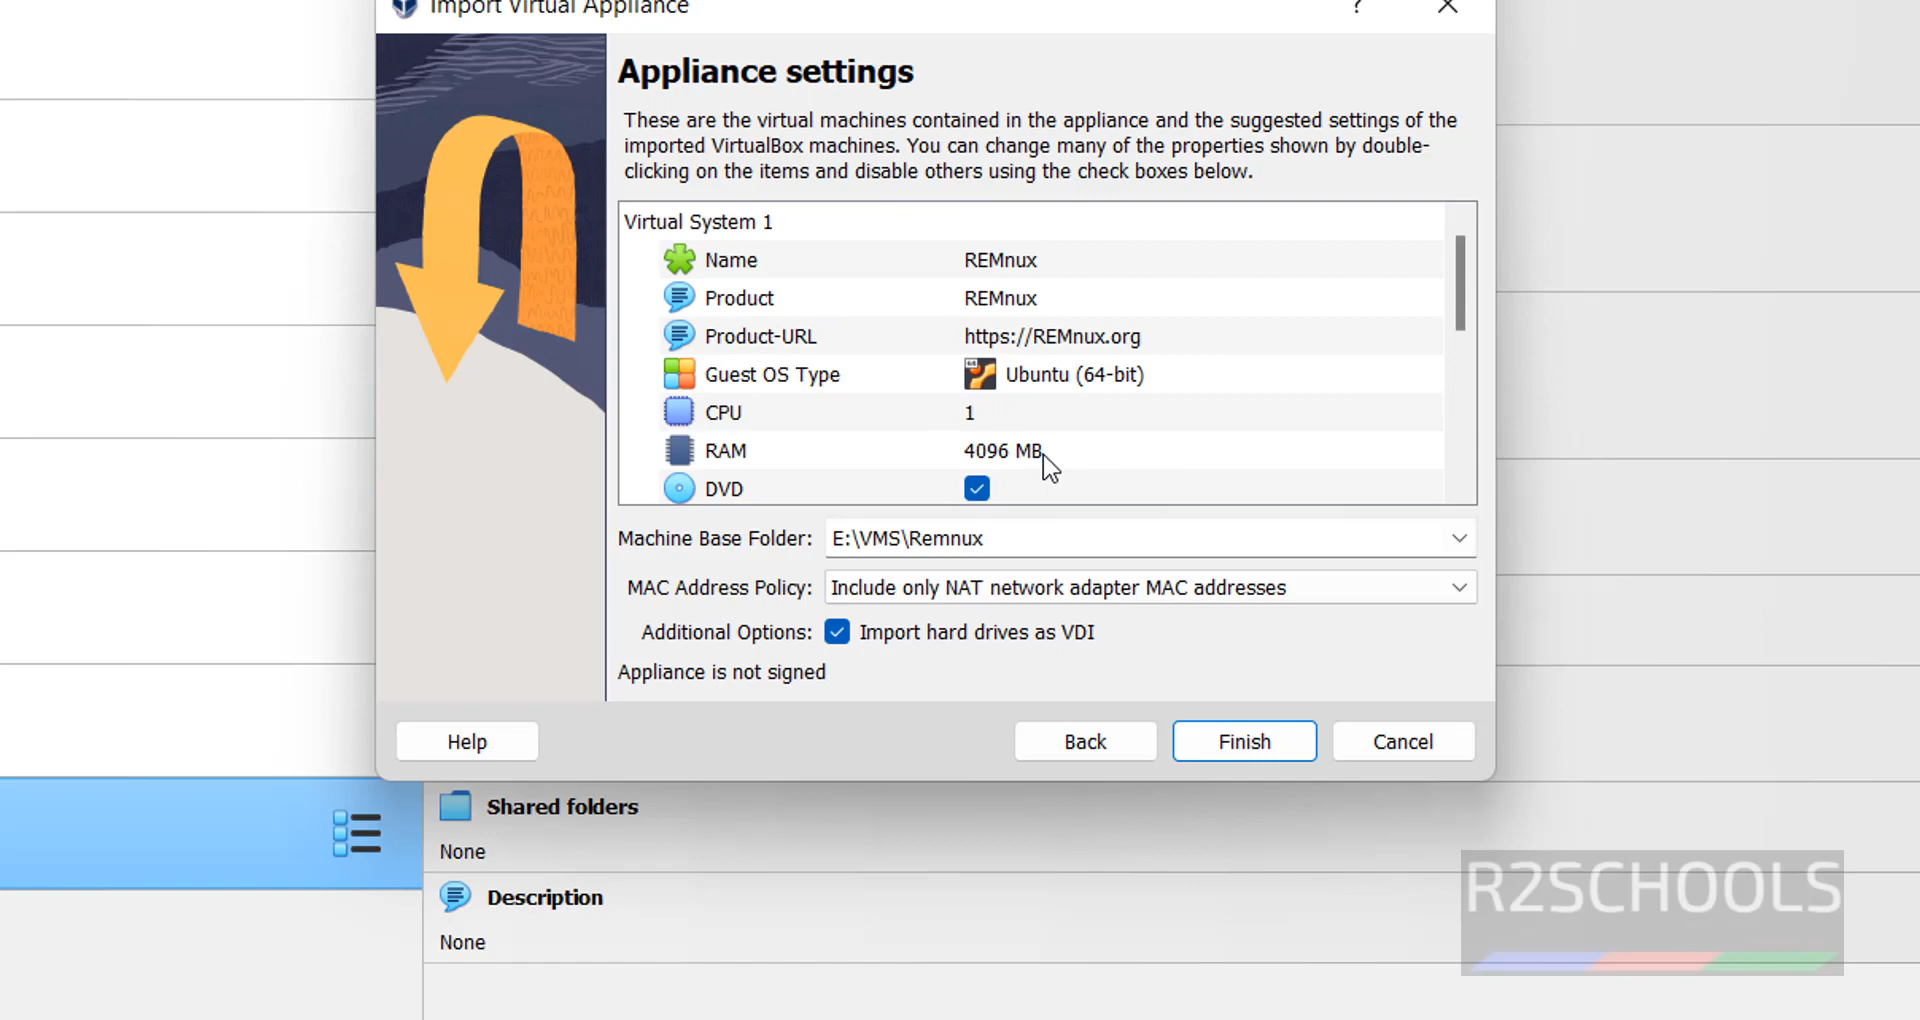 Import Virtual Appliance
?
Appliance settings
These are the virtual machines contained in the appliance and the suggested settings of the
imported VirtualBox machines. You can change many of the properties shown by double-
clicking on the items and disable others using the check boxes below.
Virtual System 1
Name REMnux
Product REMnux
Product-URL https://REMnux.org
Guest OS Type 64 Ubuntu (64-bit)
CPU 1
RAM 4096 MB
DVD
Machine Base Folder: E:\VMS\Remnux
MAC Address Policy: Include only NAT network adapter MAC addresses
Additional Options: Import hard drives as VDI
Appliance is not signed
Help Back Finish Cancel
Shared folders
None
Description
None
R2SCHOOLS